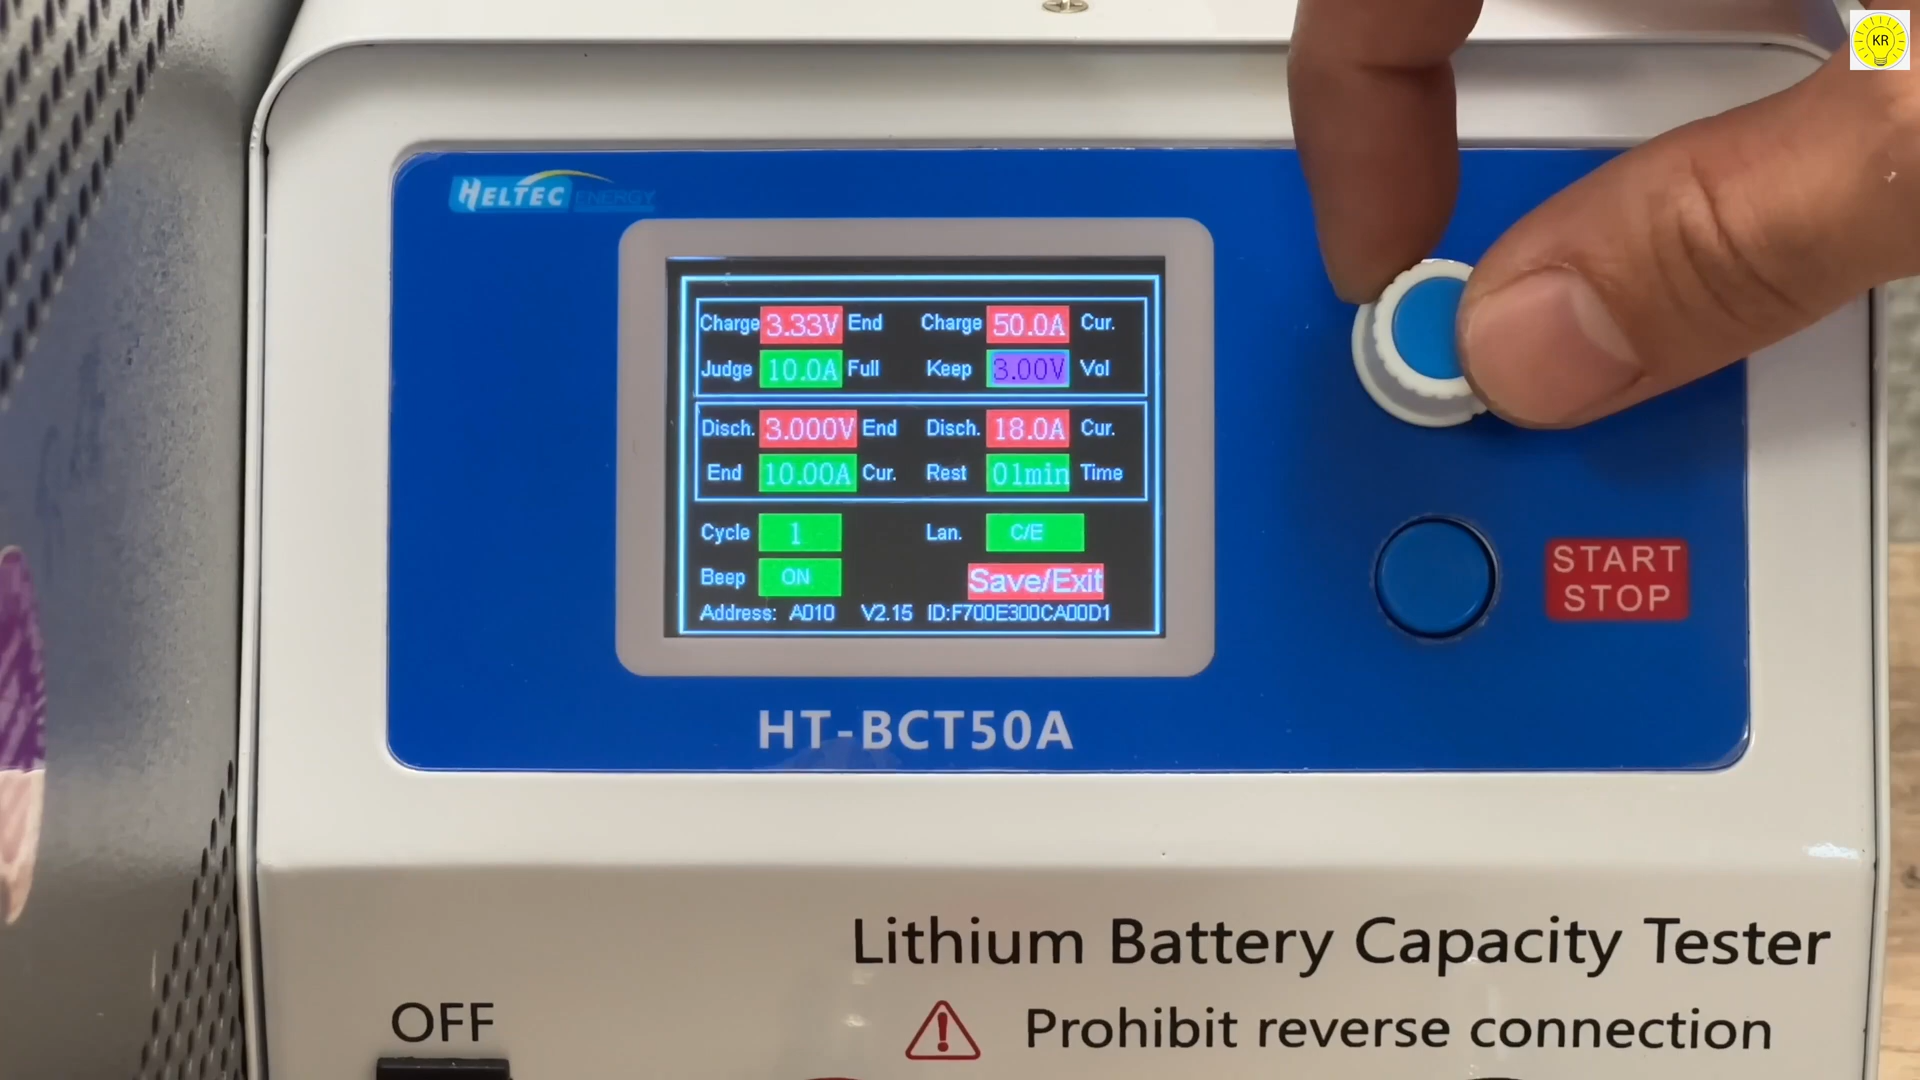 KR
HELTEC ENERGY
Charge 3.33V End Charge 50.0A Cur.
Judge 10.0A Full Keep 3.00V Vol
Disch. 3.000V End Disch. 18.0A Cur.
End 10.00A Cur. Rest 01min Time
Cycle 1 Lan. C/E
Beep ON Save/Exit
Address: A010 V2.15 ID:F700E300CA00D1
START
STOP
HT-BCT50A
Lithium Battery Capacity Tester
OFF
Prohibit reverse connection